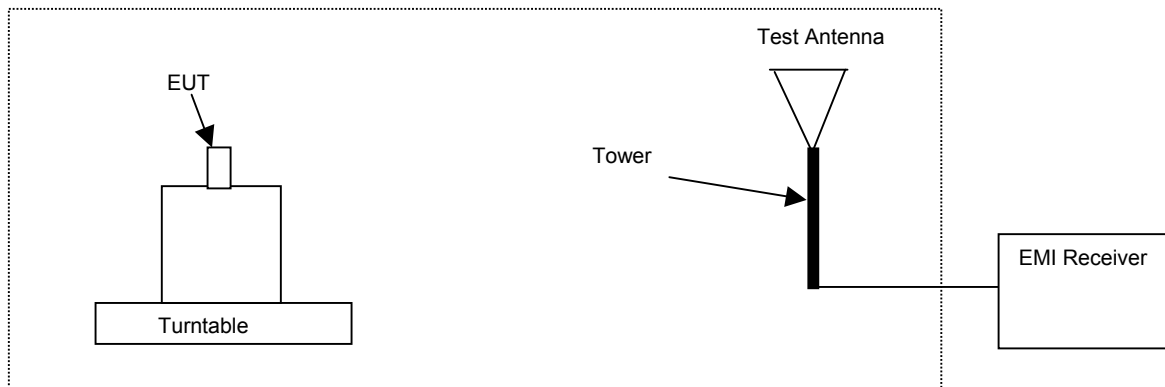 Test Antenna
EUT
Tower
EMI Receiver
Turntable